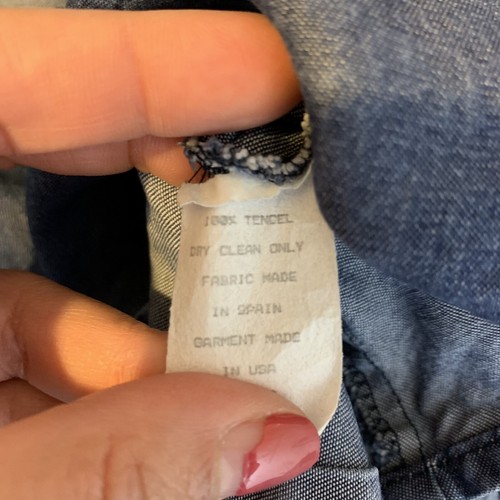 100% TENCEL
DRY CLEAN ONLY
FABRIC MADE
IN SPAIN
GARMENT MADE
IN USA